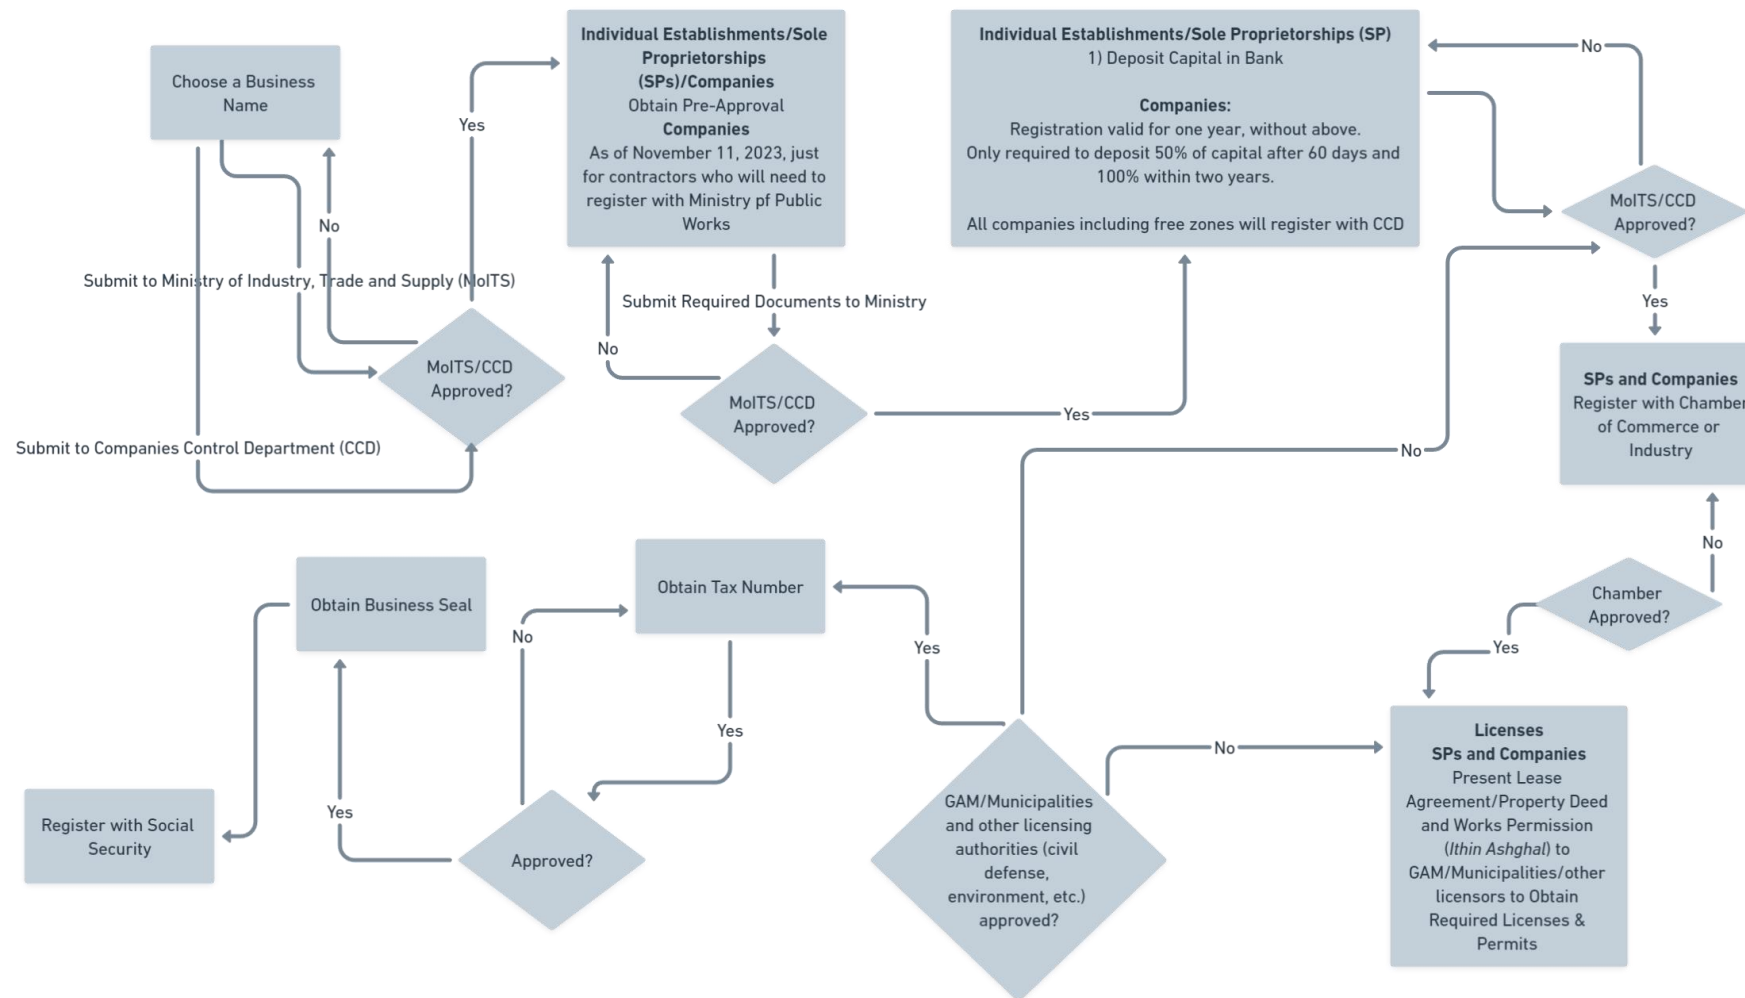 Choose a Business
Name
Submit to Ministry of Industry, Trade and Supply (MoITS)
Submit to Companies Control Department (CCD)
No
MoITS/CCD
Approved?
Yes
Individual Establishments/Sole
Proprietorships
(SPs)/Companies
Obtain Pre-Approval
Companies
As of November 11, 2023, just
for contractors who will need to
register with Ministry pf Public
Works
Submit Required Documents to Ministry
No
MoITS/CCD
Approved?
Yes
Individual Establishments/Sole Proprietorships (SP)
1) Deposit Capital in Bank
Companies:
Registration valid for one year, without above.
Only required to deposit 50% of capital after 60 days and
100% within two years.
All companies including free zones will register with CCD
No
MoITS/CCD
Approved?
Yes
SPs and Companies
Register with Chamber
of Commerce or
Industry
No
Chamber
Approved?
Yes
Licenses
SPs and Companies
Present Lease
Agreement/Property Deed
and Works Permission
(Ithin Ashghal) to
GAM/Municipalities/other
licensors to Obtain
Required Licenses &
Permits
No
No
GAM/Municipalities
and other licensing
authorities (civil
defense,
environment, etc.)
approved?
Yes
Obtain Tax Number
Yes
No
Approved?
Yes
Obtain Business Seal
Register with Social
Security